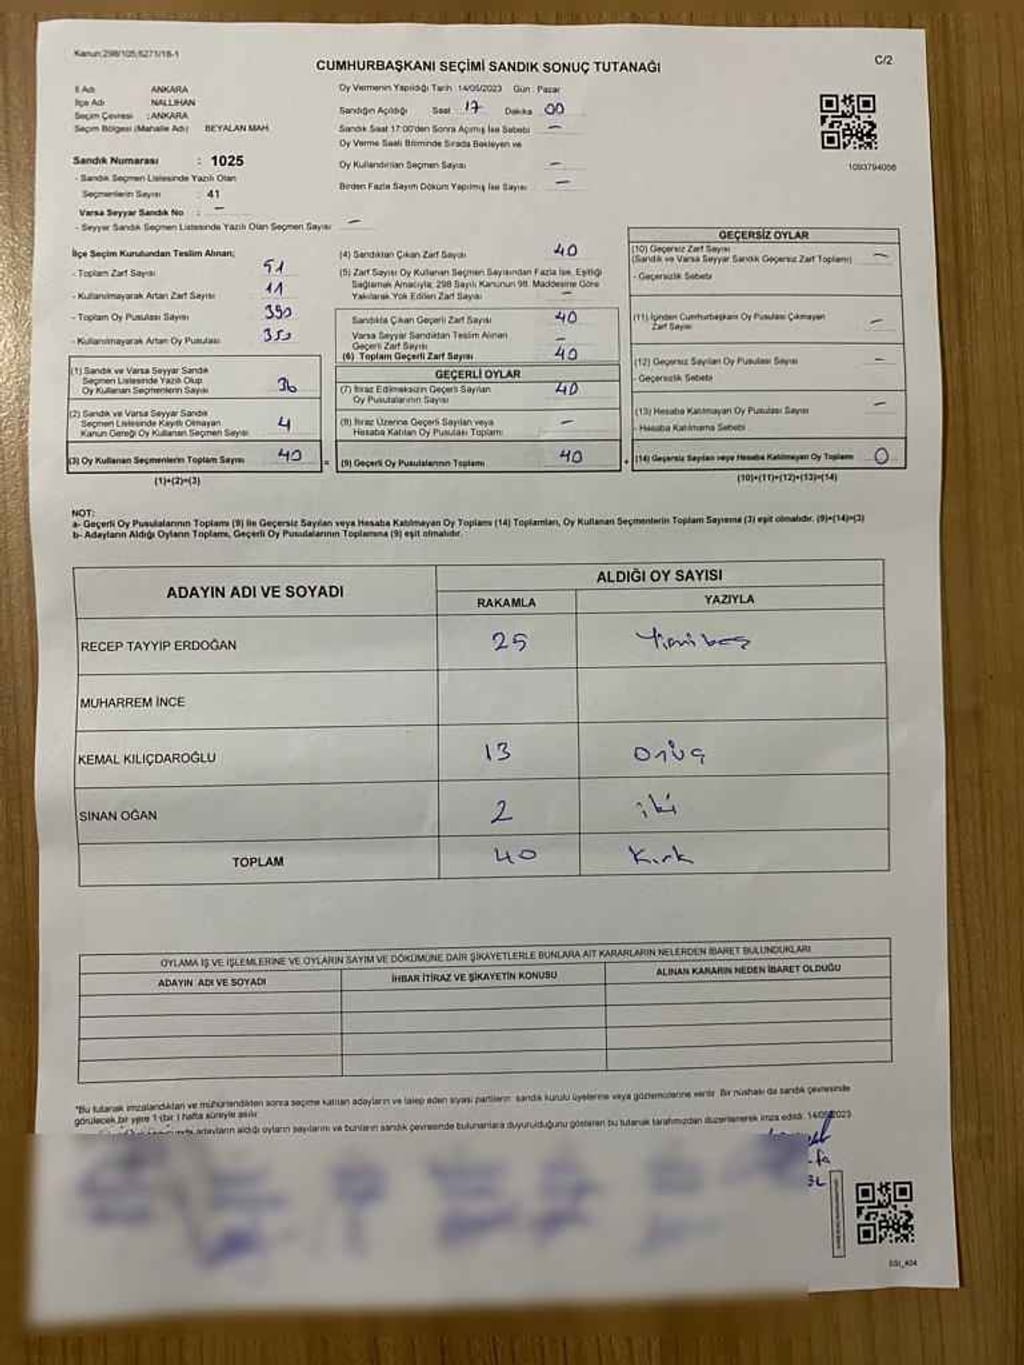 Kanun:298/105,6271/18-1
C/2
CUMHURBAŞKANI SEÇİMİ SANDIK SONUÇ TUTANAĞI
İl Adı ANKARA
İlçe Adı NALLIHAN
Seçim Çevresi : ANKARA
Seçim Bölgesi (Mahalle Adı) BEYALAN MAH.
Sandık Numarası : 1025
- Sandık Seçmen Listesinde Yazılı Olan
Seçmenlerin Sayısı : 41
Varsa Seyyar Sandık No : –
- Seyyar Sandık Seçmen Listesinde Yazılı Olan Seçmen Sayısı –
Oy Vermenin Yapıldığı Tarih 14/05/2023 Gün : Pazar
Sandığın Açıldığı Saat : 17 Dakika 00
Sandık Saat 17:00'den Sonra Açılmış İse Sebebi –
Oy Verme Saati Bitiminde Sırada Bekleyen ve
Oy Kullandırılan Seçmen Sayısı –
Birden Fazla Sayım Döküm Yapılmış İse Sayısı –
1093794056
İlçe Seçim Kurulundan Teslim Alınan;
- Toplam Zarf Sayısı 51
- Kullanılmayarak Artan Zarf Sayısı 11
- Toplam Oy Pusulası Sayısı 390
- Kullanılmayarak Artan Oy Pusulası 350
(1) Sandık ve Varsa Seyyar Sandık
Seçmen Listesinde Yazılı Olup
Oy Kullanan Seçmenlerin Sayısı 36
(2) Sandık ve Varsa Seyyar Sandık
Seçmen Listesinde Kayıtlı Olmayan
Kanun Gereği Oy Kullanan Seçmen Sayısı 4
(3) Oy Kullanan Seçmenlerin Toplam Sayısı 40
(1)+(2)=(3)
(4) Sandıktan Çıkan Zarf Sayısı 40
(5) Zarf Sayısı Oy Kullanan Seçmen Sayısından Fazla İse, Eşitliği
Sağlamak Amacıyla; 298 Sayılı Kanunun 98. Maddesine Göre
Yakılarak Yok Edilen Zarf Sayısı –
Sandıkta Çıkan Geçerli Zarf Sayısı 40
Varsa Seyyar Sandıktan Teslim Alınan
Geçerli Zarf Sayısı –
(6) Toplam Geçerli Zarf Sayısı 40
GEÇERLİ OYLAR
(7) İtiraz Edilmeksizin Geçerli Sayılan
Oy Pusulalarının Sayısı 40
(8) İtiraz Üzerine Geçerli Sayılan veya
Hesaba Katılan Oy Pusulası Toplamı –
= (9) Geçerli Oy Pusulalarının Toplamı 40
GEÇERSİZ OYLAR
(10) Geçersiz Zarf Sayısı
(Sandık ve Varsa Seyyar Sandık Geçersiz Zarf Toplamı) –
- Geçersizlik Sebebi
(11) İçinden Cumhurbaşkanı Oy Pusulası Çıkmayan
Zarf Sayısı –
(12) Geçersiz Sayılan Oy Pusulası Sayısı –
- Geçersizlik Sebebi
(13) Hesaba Katılmayan Oy Pusulası Sayısı –
- Hesaba Katılmama Sebebi
+ (14) Geçersiz Sayılan veya Hesaba Katılmayan Oy Toplamı 0
(10)+(11)+(12)+(13)=(14)
NOT:
a- Geçerli Oy Pusulalarının Toplamı (9) ile Geçersiz Sayılan veya Hesaba Katılmayan Oy Toplamı (14) Toplamları, Oy Kullanan Seçmenlerin Toplam Sayısına (3) eşit olmalıdır. (9)+(14)=(3)
b- Adayların Aldığı Oyların Toplamı, Geçerli Oy Pusulalarının Toplamına (9) eşit olmalıdır.
ADAYIN ADI VE SOYADI
ALDIĞI OY SAYISI
RAKAMLA YAZIYLA
RECEP TAYYİP ERDOĞAN 25 Yirmibeş
MUHARREM İNCE
KEMAL KILIÇDAROĞLU 13 Onüç
SİNAN OĞAN 2 iki
TOPLAM 40 Kırk
OYLAMA İŞ VE İŞLEMLERİNE VE OYLARIN SAYIM VE DÖKÜMÜNE DAİR ŞİKAYETLERLE BUNLARA AİT KARARLARIN NELERDEN İBARET BULUNDUKLARI
ADAYIN ADI VE SOYADI İHBAR İTİRAZ VE ŞİKAYETİN KONUSU ALINAN KARARIN NEDEN İBARET OLDUĞU
*Bu tutanak imzalandıktan ve mühürlendikten sonra seçime katılan adayların ve talep eden siyasi partilerin sandık kurulu üyelerine veya gözlemcilerine verilir. Bir nüshası da sandık çevresinde
görülecek bir yere 1 (bir) hafta süreyle asılır.
adayların aldığı oyların sayılarını ve bunların sandık çevresinde bulunanlara duyurulduğunu gösteren bu tutanak tarafımızdan düzenlenerek imza edildi. 14/05/2023